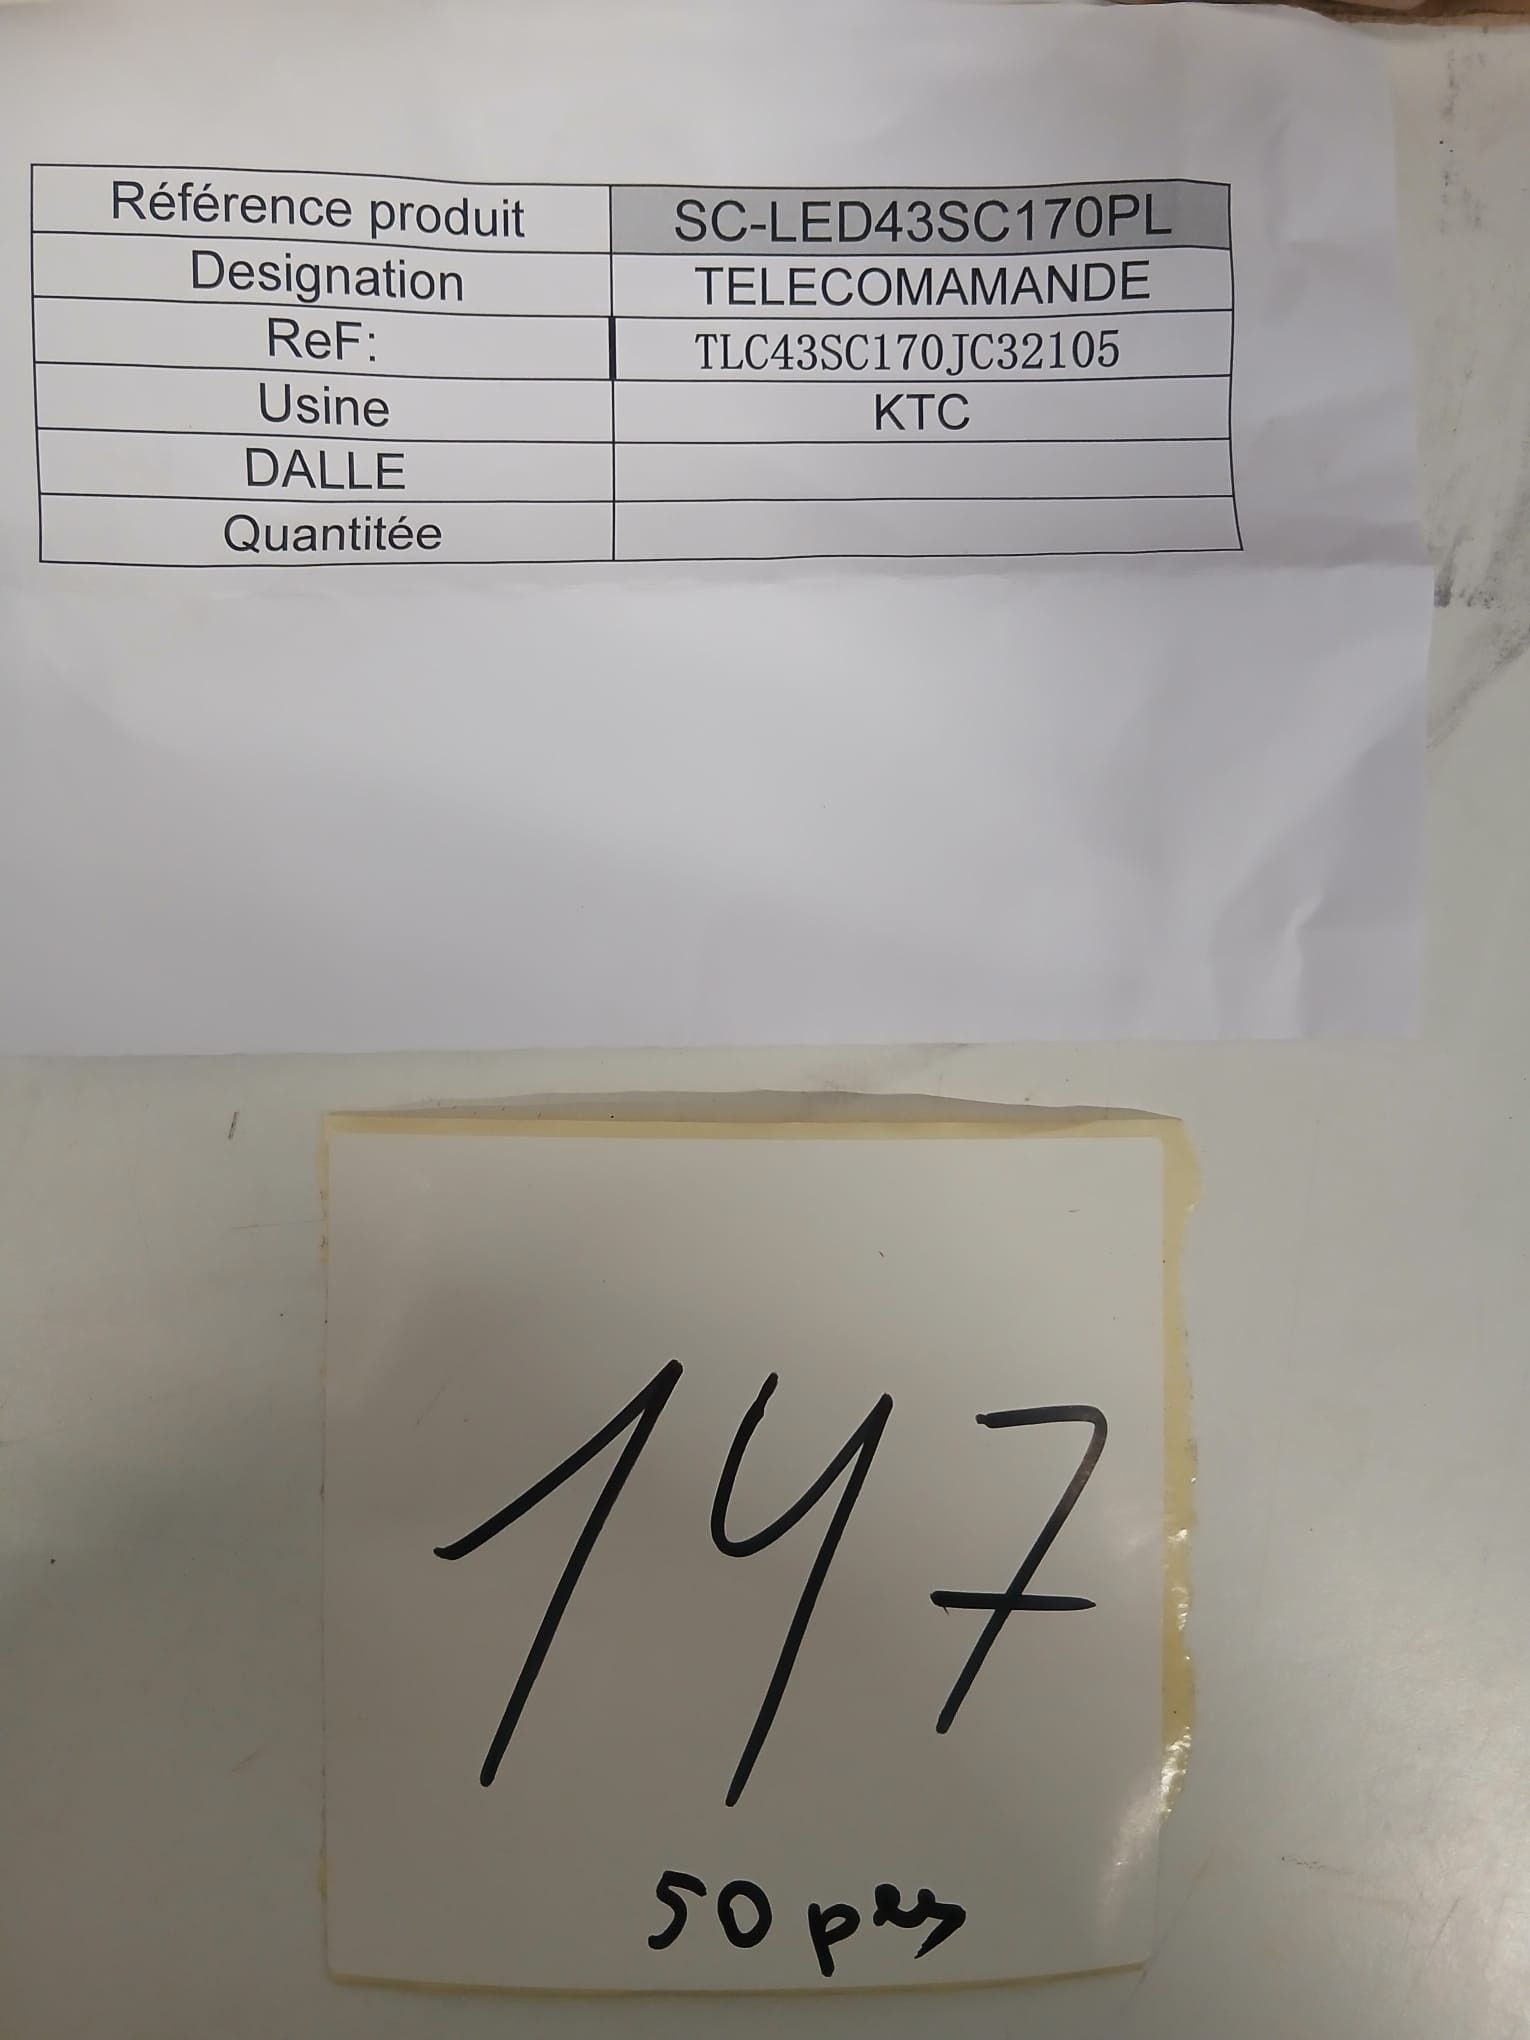 Référence produit SC-LED43SC170PL
Designation TELECOMAMANDE
ReF: TLC43SC170JC32105
Usine KTC
DALLE
Quantitée
147
50 pcs